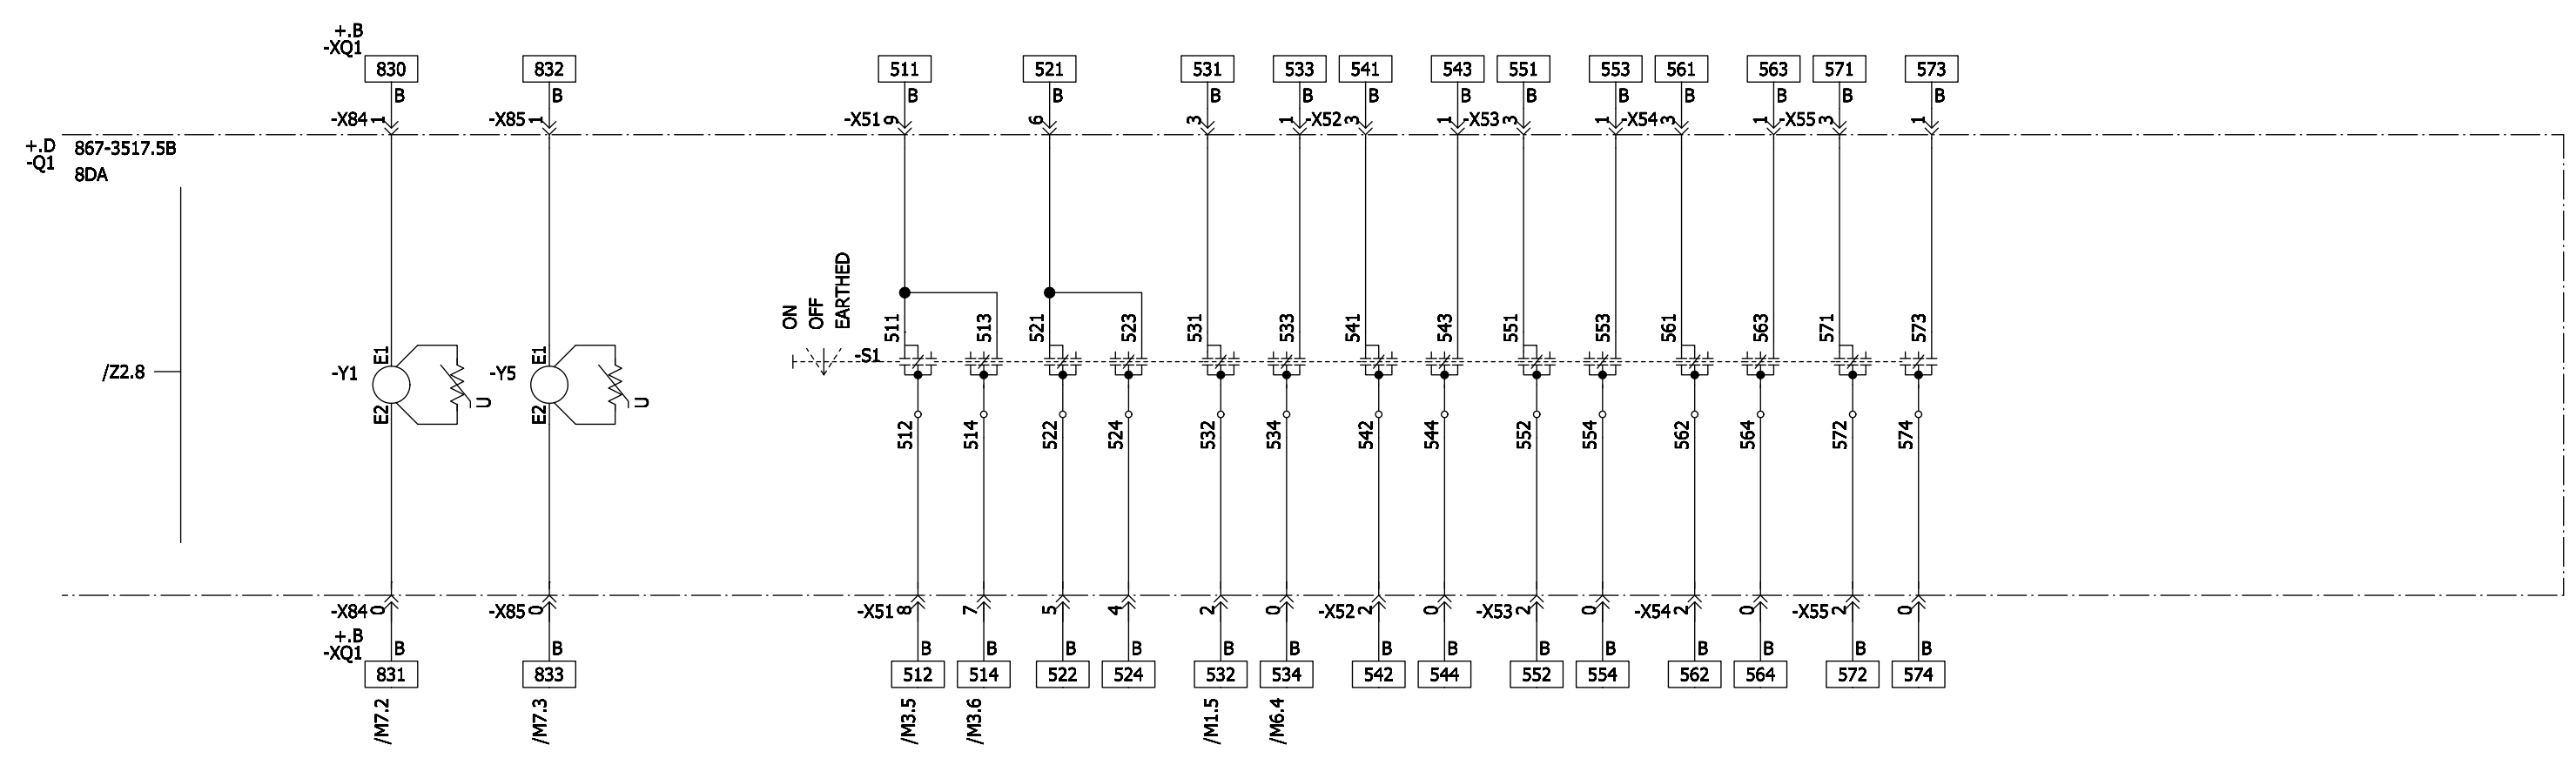 +.B
-XQ1
830 832 511 521 531 533 541 543 551 553 561 563 571 573
B B B B B B B B B B B B B B
-X84 1 -X85 1 -X51 9 6 3 1 -X52 3 1 -X53 3 1 -X54 3 1 -X55 3 1
+.D
-Q1
867-3517.5B
8DA
ON
OFF
EARTHED
511 513 521 523 531 533 541 543 551 553 561 563 571 573
-S1
/Z2.8
-Y1 E1 E2 U
-Y5 E1 E2 U
512 514 522 524 532 534 542 544 552 554 562 564 572 574
-X84 0 -X85 0 -X51 8 7 5 4 2 0 -X52 2 0 -X53 2 0 -X54 2 0 -X55 2 0
+.B
-XQ1
B B B B B B B B B B B B B B B B
831 833 512 514 522 524 532 534 542 544 552 554 562 564 572 574
/M7.2 /M7.3 /M3.5 /M3.6 /M1.5 /M6.4